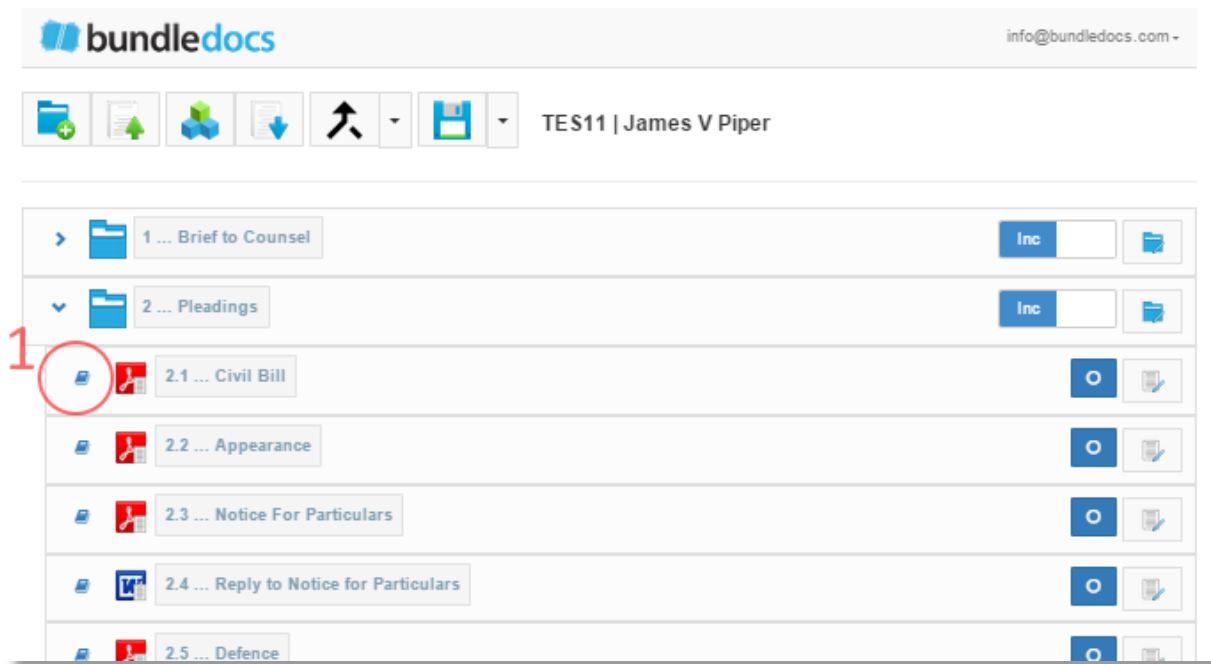 bundledocs
info@bundledocs.com
TES11 | James V Piper
1 ... Brief to Counsel
Inc
2 ... Pleadings
Inc
1
2.1 ... Civil Bill
O
2.2 ... Appearance
O
2.3 ... Notice For Particulars
O
2.4 ... Reply to Notice for Particulars
O
2.5 ... Defence
O